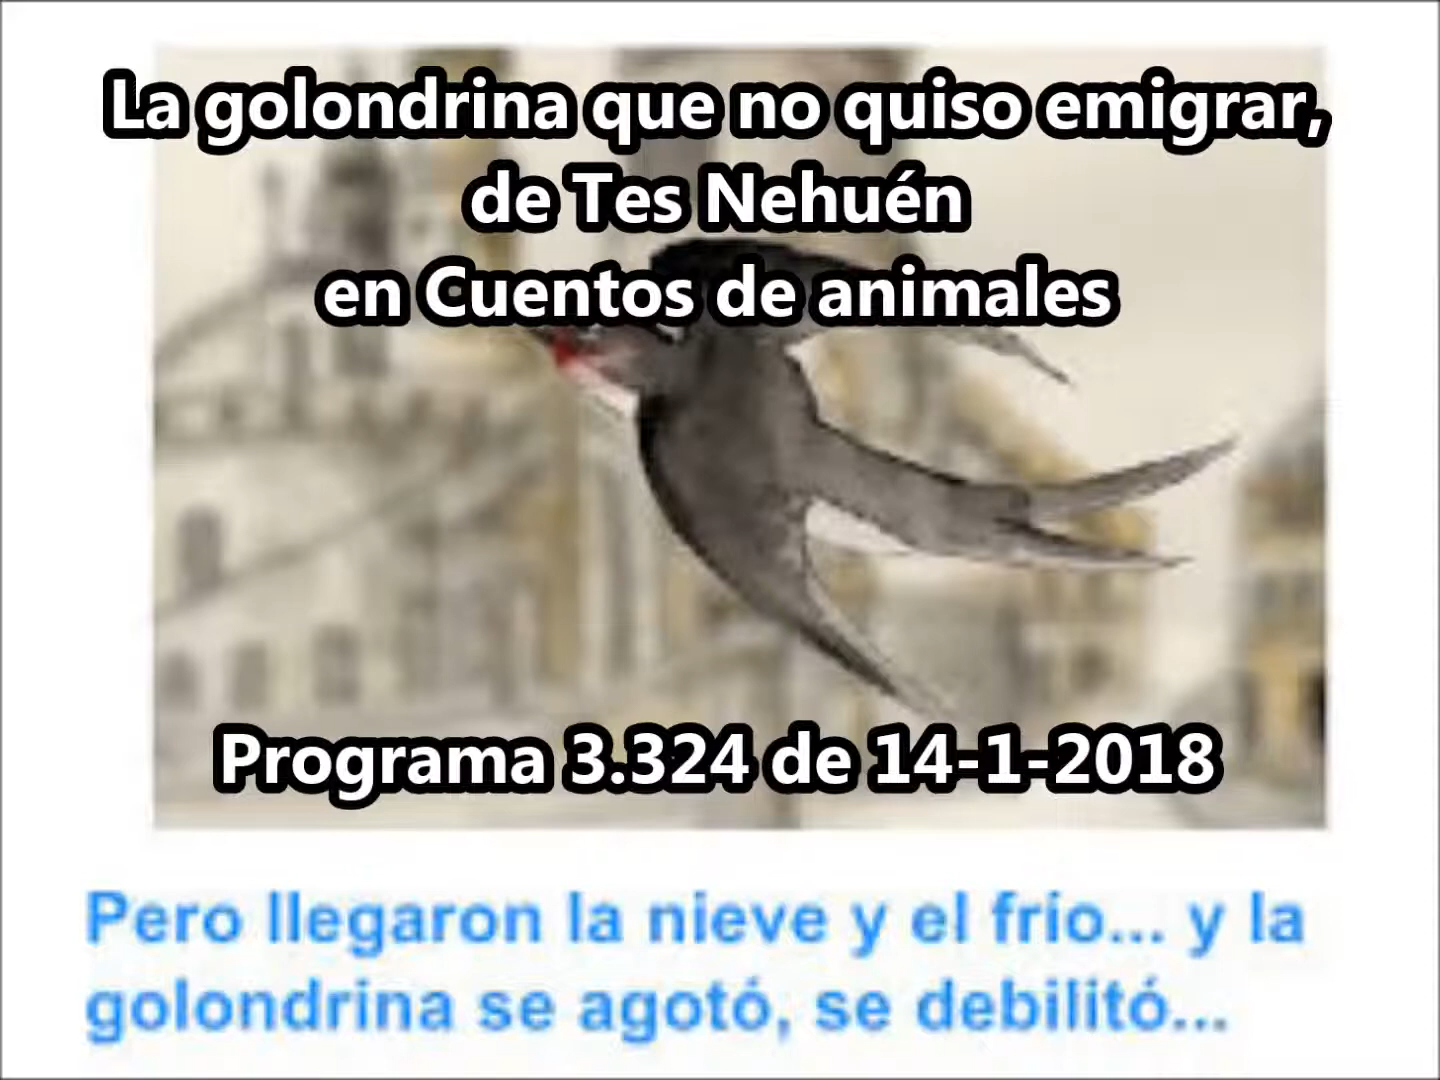 La golondrina que no quiso emigrar,
de Tes Nehuén
en Cuentos de animales
Programa 3.324 de 14-1-2018
Pero llegaron la nieve y el frío... y la
golondrina se agotó, se debilitó...